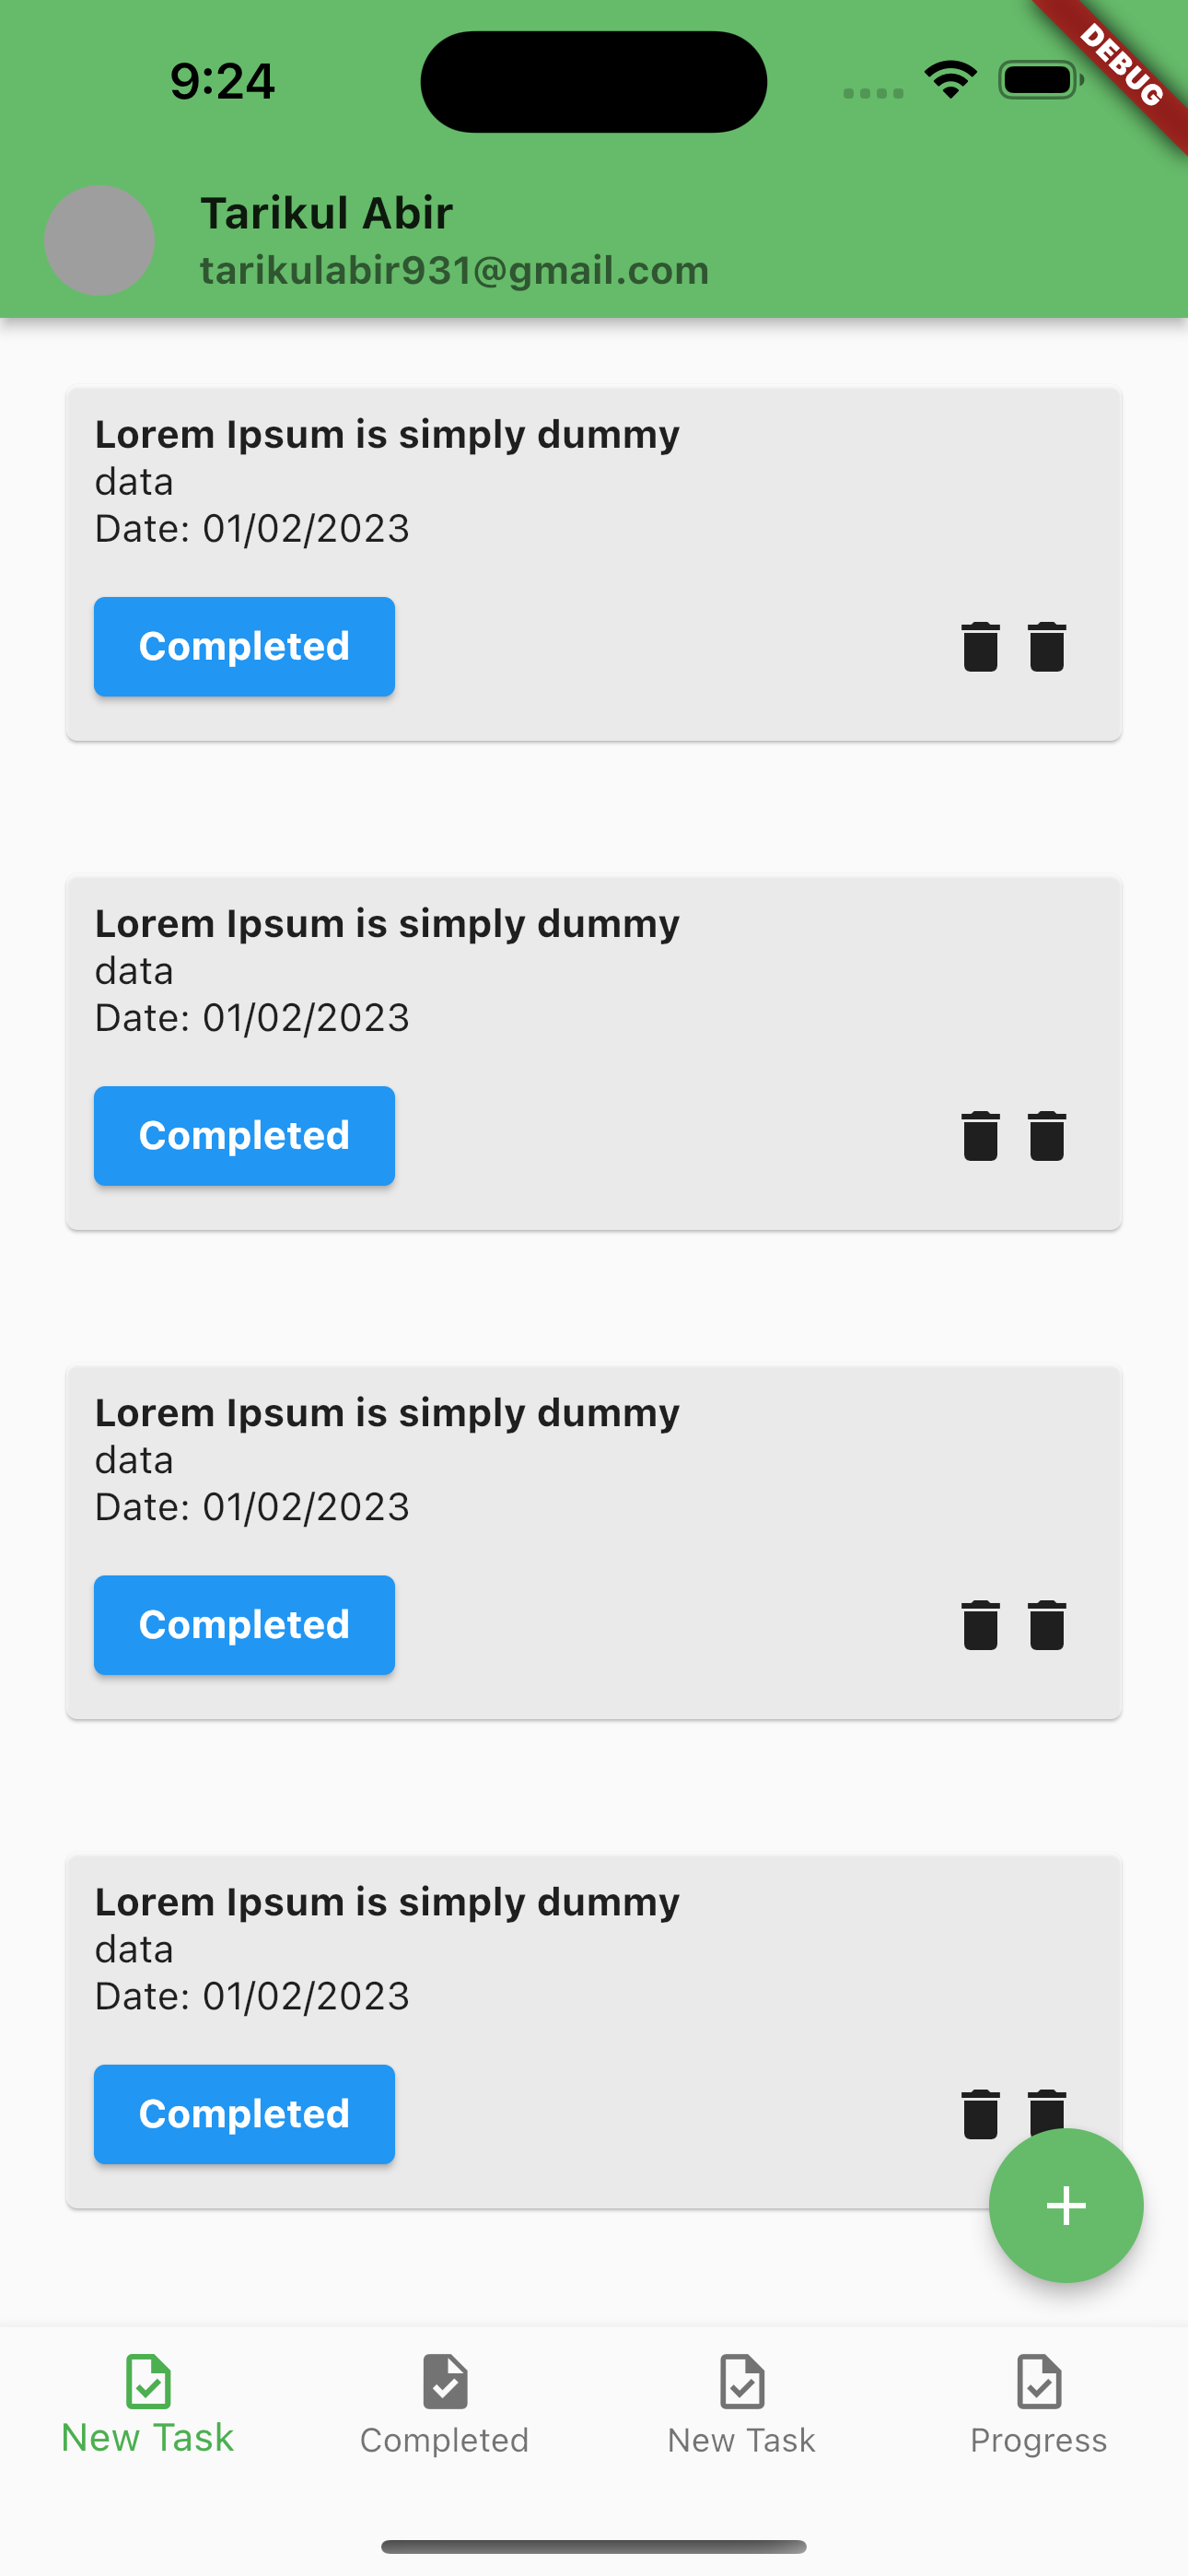 9:24
DEBUG
Tarikul Abir
tarikulabir931@gmail.com
Lorem Ipsum is simply dummy
data
Date: 01/02/2023
Completed
Lorem Ipsum is simply dummy
data
Date: 01/02/2023
Completed
Lorem Ipsum is simply dummy
data
Date: 01/02/2023
Completed
Lorem Ipsum is simply dummy
data
Date: 01/02/2023
Completed
New Task
Completed
New Task
Progress